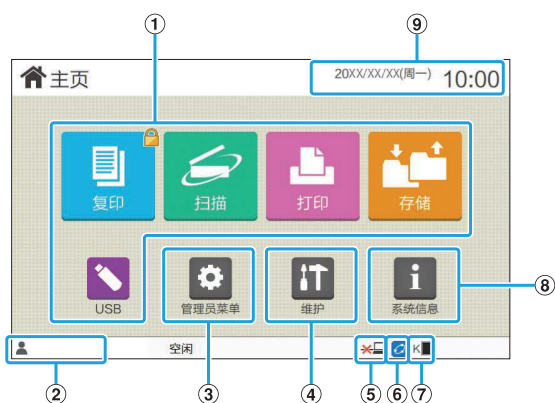 ① ⑨
主页 20XX/XX/XX(周一) 10:00
复印 扫描 打印 存储
USB 管理员菜单 维护 系统信息 ⑧
空闲 K
② ③ ④ ⑤ ⑥ ⑦